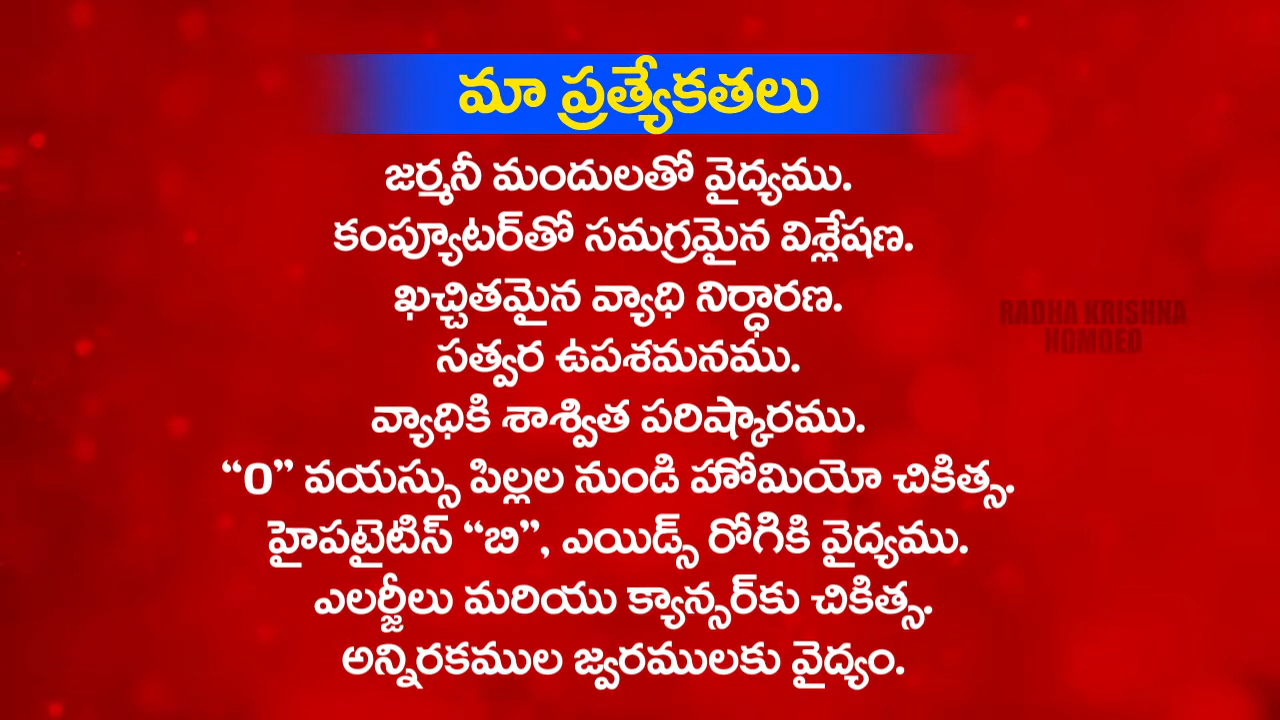 మా ప్రత్యేకతలు
జర్మనీ మందులతో వైద్యము.
కంప్యూటర్‌తో సమగ్రమైన విశ్లేషణ.
ఖచ్చితమైన వ్యాధి నిర్ధారణ.
సత్వర ఉపశమనము.
వ్యాధికి శాశ్విత పరిష్కారము.
“0” వయస్సు పిల్లల నుండి హోమియో చికిత్స.
హైపటైటిస్ “బి”, ఎయిడ్స్ రోగికి వైద్యము.
ఎలర్జీలు మరియు క్యాన్సర్‌కు చికిత్స.
అన్నిరకముల జ్వరములకు వైద్యం.
RADHA KRISHNA
HOMOEO